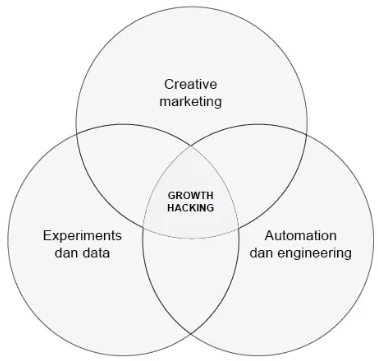 Creative
marketing
GROWTH
HACKING
Experiments
dan data
Automation
dan engineering